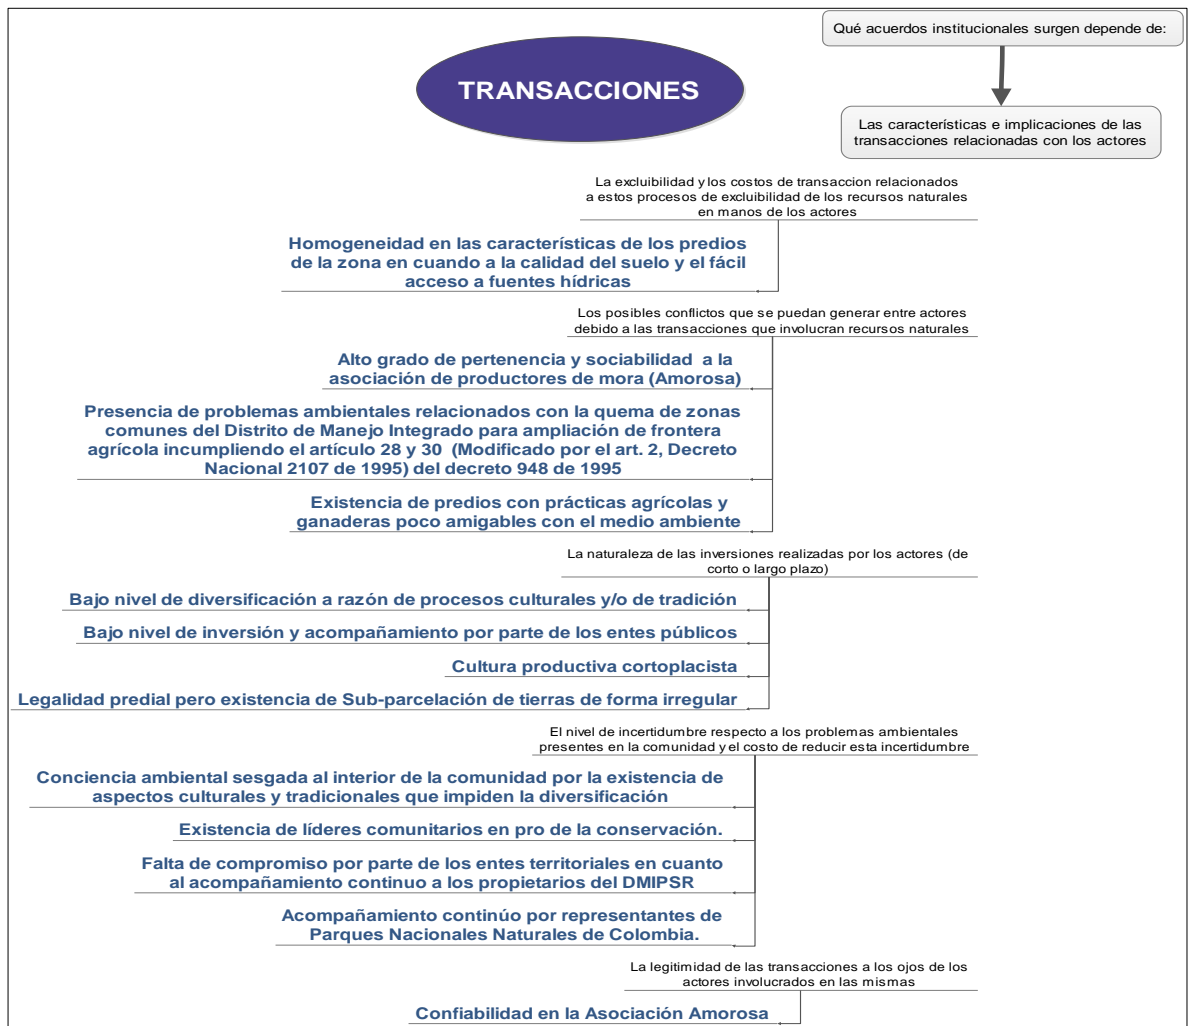 Qué acuerdos institucionales surgen depende de:
TRANSACCIONES
Las características e implicaciones de las
transacciones relacionadas con los actores
La excluibilidad y los costos de transaccion relacionados
a estos procesos de excluibilidad de los recursos naturales
en manos de los actores
Homogeneidad en las características de los predios
de la zona en cuando a la calidad del suelo y el fácil
acceso a fuentes hídricas
Los posibles conflictos que se puedan generar entre actores
debido a las transacciones que involucran recursos naturales
Alto grado de pertenencia y sociabilidad a la
asociación de productores de mora (Amorosa)
Presencia de problemas ambientales relacionados con la quema de zonas
comunes del Distrito de Manejo Integrado para ampliación de frontera
agrícola incumpliendo el artículo 28 y 30 (Modificado por el art. 2, Decreto
Nacional 2107 de 1995) del decreto 948 de 1995
Existencia de predios con prácticas agrícolas y
ganaderas poco amigables con el medio ambiente
La naturaleza de las inversiones realizadas por los actores (de
corto o largo plazo)
Bajo nivel de diversificación a razón de procesos culturales y/o de tradición
Bajo nivel de inversión y acompañamiento por parte de los entes públicos
Cultura productiva cortoplacista
Legalidad predial pero existencia de Sub-parcelación de tierras de forma irregular
El nivel de incertidumbre respecto a los problemas ambientales
presentes en la comunidad y el costo de reducir esta incertidumbre
Conciencia ambiental sesgada al interior de la comunidad por la existencia de
aspectos culturales y tradicionales que impiden la diversificación
Existencia de líderes comunitarios en pro de la conservación.
Falta de compromiso por parte de los entes territoriales en cuanto
al acompañamiento continuo a los propietarios del DMIPSR
Acompañamiento continúo por representantes de
Parques Nacionales Naturales de Colombia.
La legitimidad de las transacciones a los ojos de los
actores involucrados en las mismas
Confiabilidad en la Asociación Amorosa